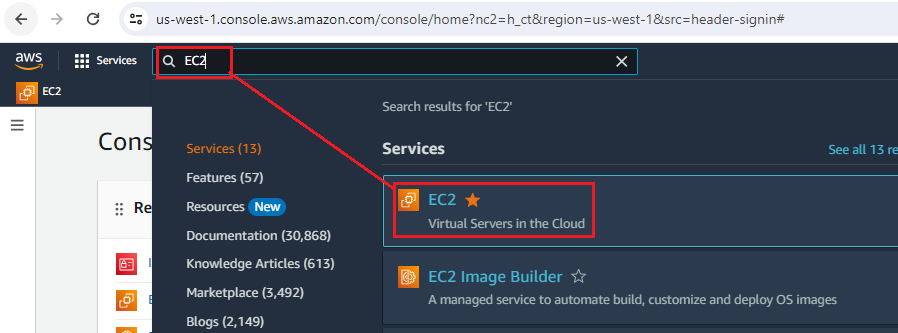 us-west-1.console.aws.amazon.com/console/home?nc2=h_ct&region=us-west-1&src=header-signin#
aws
Services
EC2
EC2
Search results for 'EC2'
Cons
Services (13)
Services
See all 13 re
Features (57)
Re
Resources New
EC2
Virtual Servers in the Cloud
Documentation (30,868)
Knowledge Articles (613)
EC2 Image Builder
A managed service to automate build, customize and deploy OS images
Marketplace (3,492)
Blogs (2,149)